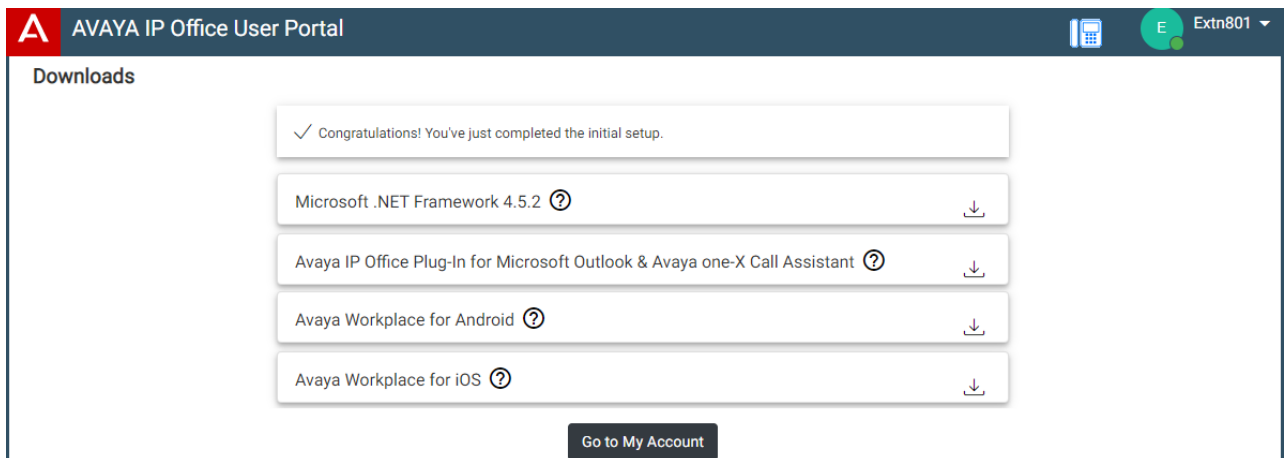 AVAYA IP Office User Portal
E
Extn801
Downloads
Congratulations! You've just completed the initial setup.
Microsoft .NET Framework 4.5.2 ?
Avaya IP Office Plug-In for Microsoft Outlook & Avaya one-X Call Assistant ?
Avaya Workplace for Android ?
Avaya Workplace for iOS ?
Go to My Account